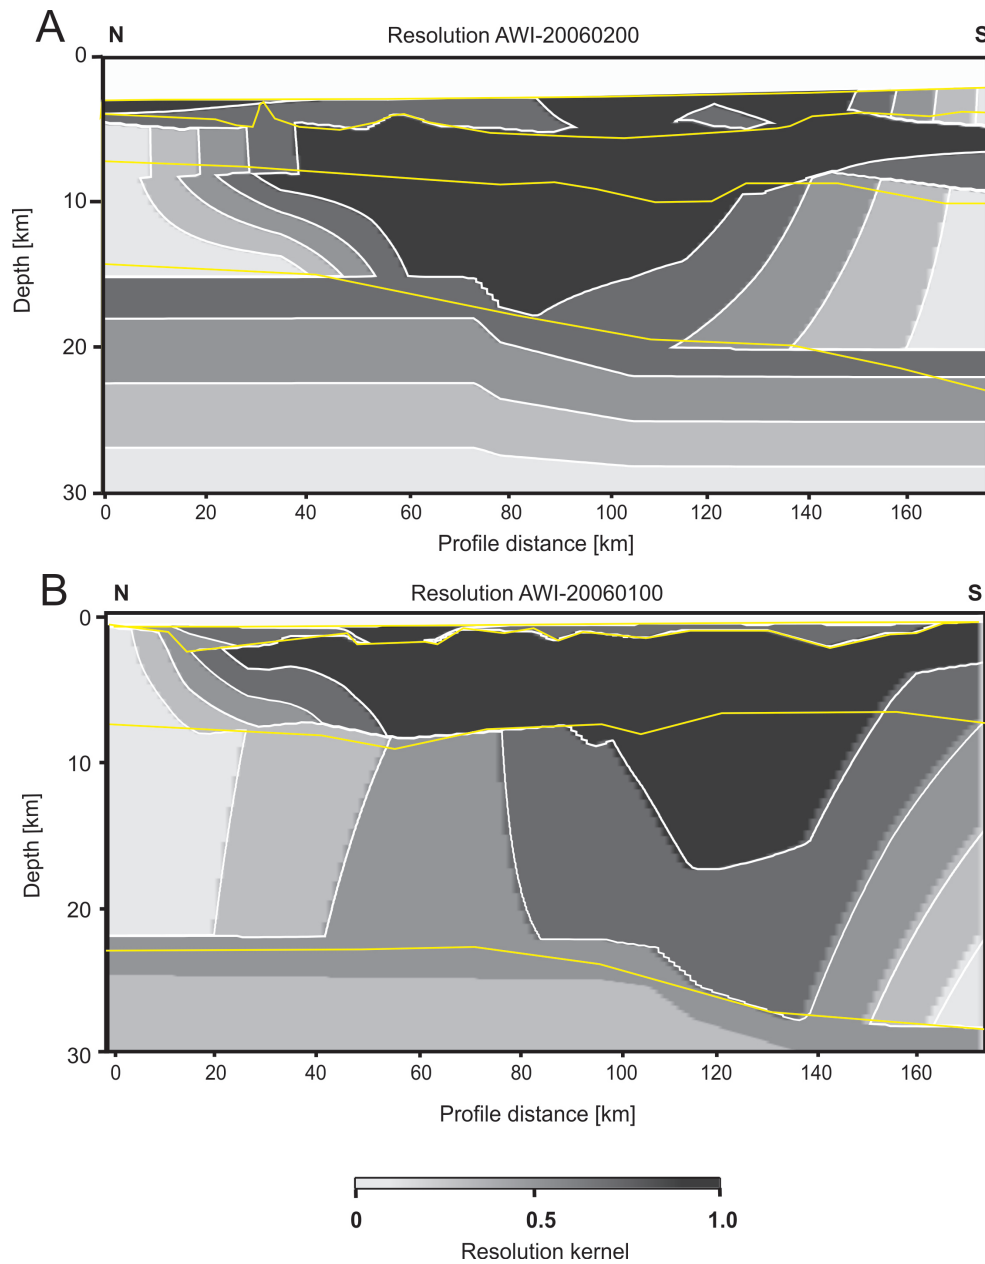 A N Resolution AWI-20060200 S
0
10
20
30
Depth [km]
0 20 40 60 80 100 120 140 160
Profile distance [km]
B N Resolution AWI-20060100 S
0
10
20
30
Depth [km]
0 20 40 60 80 100 120 140 160
Profile distance [km]
0 0.5 1.0
Resolution kernel